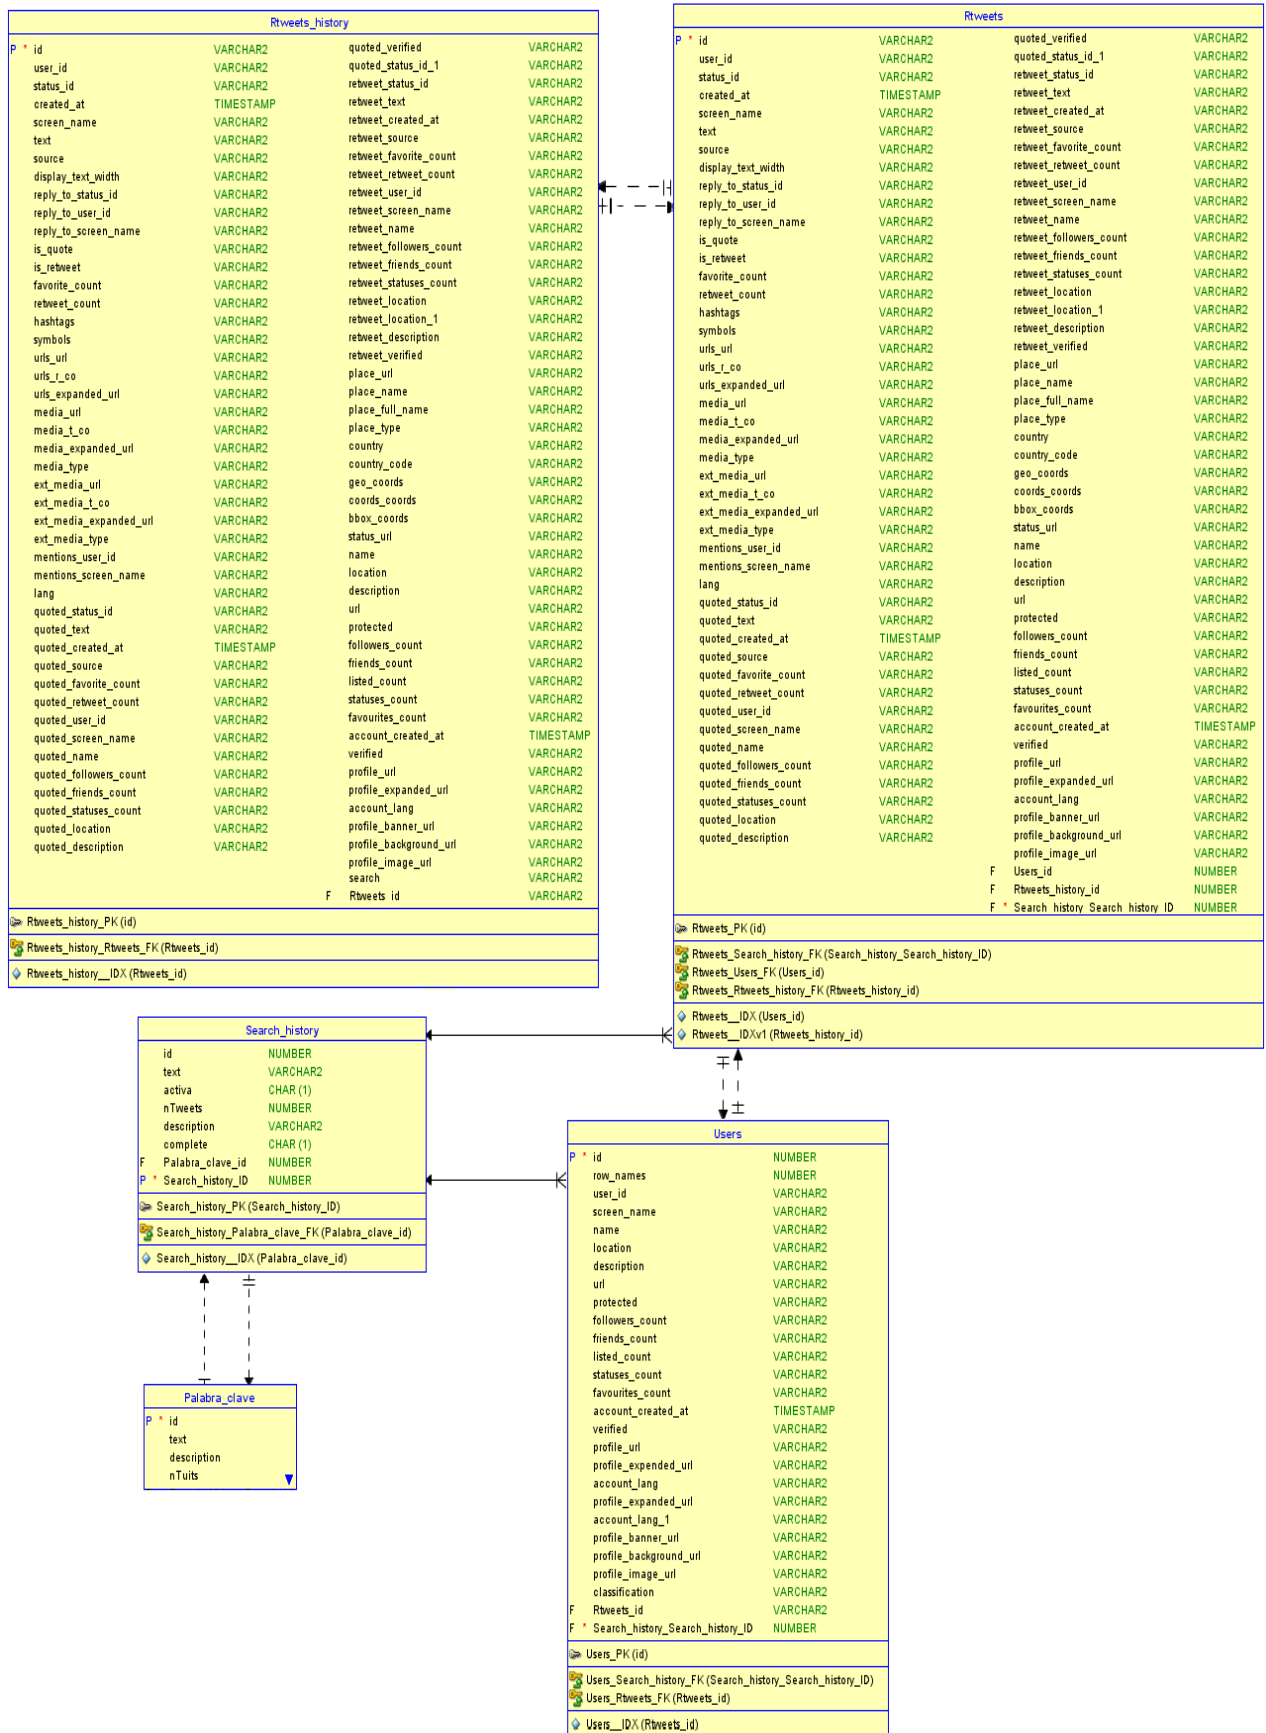 Rtweets_history
P * id VARCHAR2 quoted_verified VARCHAR2
user_id VARCHAR2 quoted_status_id_1 VARCHAR2
status_id VARCHAR2 retweet_status_id VARCHAR2
created_at TIMESTAMP retweet_text VARCHAR2
screen_name VARCHAR2 retweet_created_at VARCHAR2
text VARCHAR2 retweet_source VARCHAR2
source VARCHAR2 retweet_favorite_count VARCHAR2
display_text_width VARCHAR2 retweet_retweet_count VARCHAR2
reply_to_status_id VARCHAR2 retweet_user_id VARCHAR2
reply_to_user_id VARCHAR2 retweet_screen_name VARCHAR2
reply_to_screen_name VARCHAR2 retweet_name VARCHAR2
is_quote VARCHAR2 retweet_followers_count VARCHAR2
is_retweet VARCHAR2 retweet_friends_count VARCHAR2
favorite_count VARCHAR2 retweet_statuses_count VARCHAR2
retweet_count VARCHAR2 retweet_location VARCHAR2
hashtags VARCHAR2 retweet_location_1 VARCHAR2
symbols VARCHAR2 retweet_description VARCHAR2
urls_url VARCHAR2 retweet_verified VARCHAR2
urls_r_co VARCHAR2 place_url VARCHAR2
urls_expanded_url VARCHAR2 place_name VARCHAR2
media_url VARCHAR2 place_full_name VARCHAR2
media_t_co VARCHAR2 place_type VARCHAR2
media_expanded_url VARCHAR2 country VARCHAR2
media_type VARCHAR2 country_code VARCHAR2
ext_media_url VARCHAR2 geo_coords VARCHAR2
ext_media_t_co VARCHAR2 coords_coords VARCHAR2
ext_media_expanded_url VARCHAR2 bbox_coords VARCHAR2
ext_media_type VARCHAR2 status_url VARCHAR2
mentions_user_id VARCHAR2 name VARCHAR2
mentions_screen_name VARCHAR2 location VARCHAR2
lang VARCHAR2 description VARCHAR2
quoted_status_id VARCHAR2 url VARCHAR2
quoted_text VARCHAR2 protected VARCHAR2
quoted_created_at TIMESTAMP followers_count VARCHAR2
quoted_source VARCHAR2 friends_count VARCHAR2
quoted_favorite_count VARCHAR2 listed_count VARCHAR2
quoted_retweet_count VARCHAR2 statuses_count VARCHAR2
quoted_user_id VARCHAR2 favourites_count VARCHAR2
quoted_screen_name VARCHAR2 account_created_at TIMESTAMP
quoted_name VARCHAR2 verified VARCHAR2
quoted_followers_count VARCHAR2 profile_url VARCHAR2
quoted_friends_count VARCHAR2 profile_expanded_url VARCHAR2
quoted_statuses_count VARCHAR2 account_lang VARCHAR2
quoted_location VARCHAR2 profile_banner_url VARCHAR2
quoted_description VARCHAR2 profile_background_url VARCHAR2
profile_image_url VARCHAR2
search VARCHAR2
F Rtweets_id VARCHAR2
Rtweets_history_PK (id)
Rtweets_history_Rtweets_FK (Rtweets_id)
Rtweets_history__IDX (Rtweets_id)
Rtweets
P * id VARCHAR2 quoted_verified VARCHAR2
user_id VARCHAR2 quoted_status_id_1 VARCHAR2
status_id VARCHAR2 retweet_status_id VARCHAR2
created_at TIMESTAMP retweet_text VARCHAR2
screen_name VARCHAR2 retweet_created_at VARCHAR2
text VARCHAR2 retweet_source VARCHAR2
source VARCHAR2 retweet_favorite_count VARCHAR2
display_text_width VARCHAR2 retweet_retweet_count VARCHAR2
reply_to_status_id VARCHAR2 retweet_user_id VARCHAR2
reply_to_user_id VARCHAR2 retweet_screen_name VARCHAR2
reply_to_screen_name VARCHAR2 retweet_name VARCHAR2
is_quote VARCHAR2 retweet_followers_count VARCHAR2
is_retweet VARCHAR2 retweet_friends_count VARCHAR2
favorite_count VARCHAR2 retweet_statuses_count VARCHAR2
retweet_count VARCHAR2 retweet_location VARCHAR2
hashtags VARCHAR2 retweet_location_1 VARCHAR2
symbols VARCHAR2 retweet_description VARCHAR2
urls_url VARCHAR2 retweet_verified VARCHAR2
urls_r_co VARCHAR2 place_url VARCHAR2
urls_expanded_url VARCHAR2 place_name VARCHAR2
media_url VARCHAR2 place_full_name VARCHAR2
media_t_co VARCHAR2 place_type VARCHAR2
media_expanded_url VARCHAR2 country VARCHAR2
media_type VARCHAR2 country_code VARCHAR2
ext_media_url VARCHAR2 geo_coords VARCHAR2
ext_media_t_co VARCHAR2 coords_coords VARCHAR2
ext_media_expanded_url VARCHAR2 bbox_coords VARCHAR2
ext_media_type VARCHAR2 status_url VARCHAR2
mentions_user_id VARCHAR2 name VARCHAR2
mentions_screen_name VARCHAR2 location VARCHAR2
lang VARCHAR2 description VARCHAR2
quoted_status_id VARCHAR2 url VARCHAR2
quoted_text VARCHAR2 protected VARCHAR2
quoted_created_at TIMESTAMP followers_count VARCHAR2
quoted_source VARCHAR2 friends_count VARCHAR2
quoted_favorite_count VARCHAR2 listed_count VARCHAR2
quoted_retweet_count VARCHAR2 statuses_count VARCHAR2
quoted_user_id VARCHAR2 favourites_count VARCHAR2
quoted_screen_name VARCHAR2 account_created_at TIMESTAMP
quoted_name VARCHAR2 verified VARCHAR2
quoted_followers_count VARCHAR2 profile_url VARCHAR2
quoted_friends_count VARCHAR2 profile_expanded_url VARCHAR2
quoted_statuses_count VARCHAR2 account_lang VARCHAR2
quoted_location VARCHAR2 profile_banner_url VARCHAR2
quoted_description VARCHAR2 profile_background_url VARCHAR2
profile_image_url VARCHAR2
F Users_id NUMBER
F Rtweets_history_id NUMBER
F * Search_history_Search_history_ID NUMBER
Rtweets_PK (id)
Rtweets_Search_history_FK (Search_history_Search_history_ID)
Rtweets_Users_FK (Users_id)
Rtweets_Rtweets_history_FK (Rtweets_history_id)
Rtweets__IDX (Users_id)
Rtweets__IDXv1 (Rtweets_history_id)
Search_history
id NUMBER
text VARCHAR2
activa CHAR (1)
nTweets NUMBER
description VARCHAR2
complete CHAR (1)
F Palabra_clave_id NUMBER
P * Search_history_ID NUMBER
Search_history_PK (Search_history_ID)
Search_history_Palabra_clave_FK (Palabra_clave_id)
Search_history__IDX (Palabra_clave_id)
Users
P * id NUMBER
row_names NUMBER
user_id VARCHAR2
screen_name VARCHAR2
name VARCHAR2
location VARCHAR2
description VARCHAR2
url VARCHAR2
protected VARCHAR2
followers_count VARCHAR2
friends_count VARCHAR2
listed_count VARCHAR2
statuses_count VARCHAR2
favourites_count VARCHAR2
account_created_at TIMESTAMP
verified VARCHAR2
profile_url VARCHAR2
profile_expended_url VARCHAR2
account_lang VARCHAR2
profile_expanded_url VARCHAR2
account_lang_1 VARCHAR2
profile_banner_url VARCHAR2
profile_background_url VARCHAR2
profile_image_url VARCHAR2
classification VARCHAR2
F Rtweets_id VARCHAR2
F * Search_history_Search_history_ID NUMBER
Users_PK (id)
Users_Search_history_FK (Search_history_Search_history_ID)
Users_Rtweets_FK (Rtweets_id)
Users__IDX (Rtweets_id)
Palabra_clave
P * id
text
description
nTuits